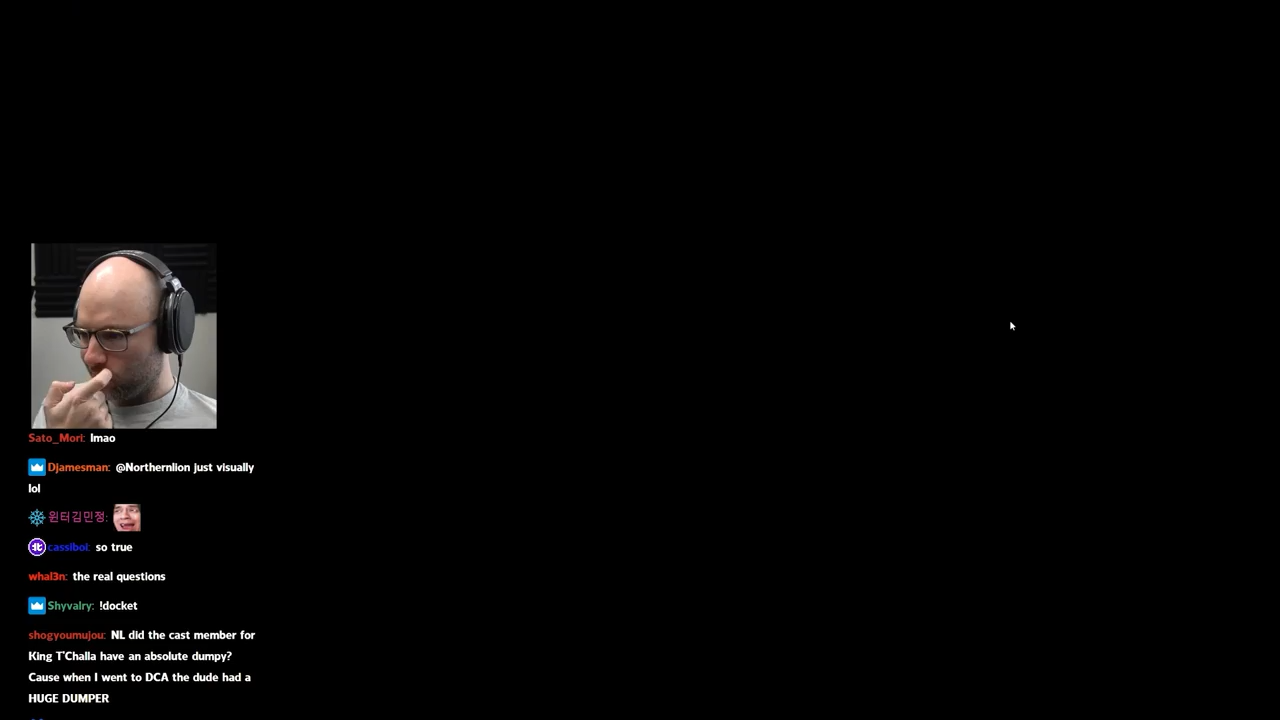 Sato_Mori: lmao
Djamesman: @Northernlion just visually
lol
윈터김민정:
cassiboi: so true
whal3n: the real questions
Shyvalry: !docket
shogyoumujou: NL did the cast member for
King T'Challa have an absolute dumpy?
Cause when I went to DCA the dude had a
HUGE DUMPER